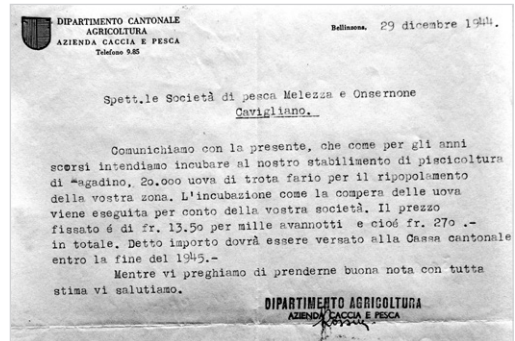 DIPARTIMENTO CANTONALE
AGRICOLTURA
AZIENDA CACCIA E PESCA
Telefono 9.85
Bellinzona, 29 dicembre 1944.
Spett.le Società di pesca Melezza e Onsernone
Cavigliano.
Comunichiamo con la presente, che come per gli anni
scorsi intendiamo incubare al nostro stabilimento di piscicoltura
di agadino, 20.000 uova di trota fario per il ripopolamento
della vostra zona. L'incubazione come la compera delle uova
viene eseguita per conto della vostra società. Il prezzo
fissato é di fr. 13.50 per mille avannotti e cioé fr. 270 .-
in totale. Detto importo dovrà essere versato alla Cassa cantonale
entro la fine del 1945.-
Mentre vi preghiamo di prenderne buona nota con tutta
stima vi salutiamo.
DIPARTIMERTO AGRICOLTURA
AZIENDA CACCIA E PESCA